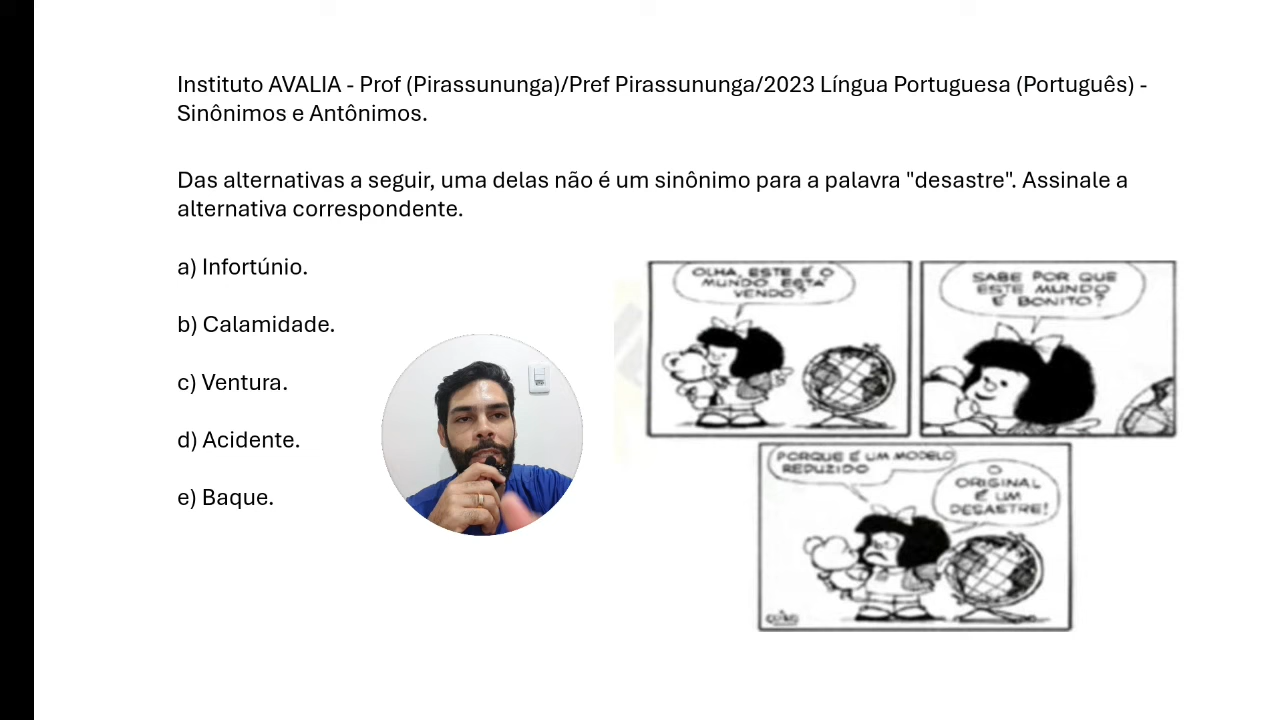 Instituto AVALIA - Prof (Pirassununga)/Pref Pirassununga/2023 Língua Portuguesa (Português) -
Sinônimos e Antônimos.
Das alternativas a seguir, uma delas não é um sinônimo para a palavra "desastre". Assinale a
alternativa correspondente.
a) Infortúnio.
b) Calamidade.
c) Ventura.
d) Acidente.
e) Baque.
OLHA, ESTE É O
MUNDO ESTÁ
VENDO?
SABE POR QUE
ESTE MUNDO
É BONITO?
PORQUE É UM MODELO
REDUZIDO
O
ORIGINAL
É UM
DESASTRE!